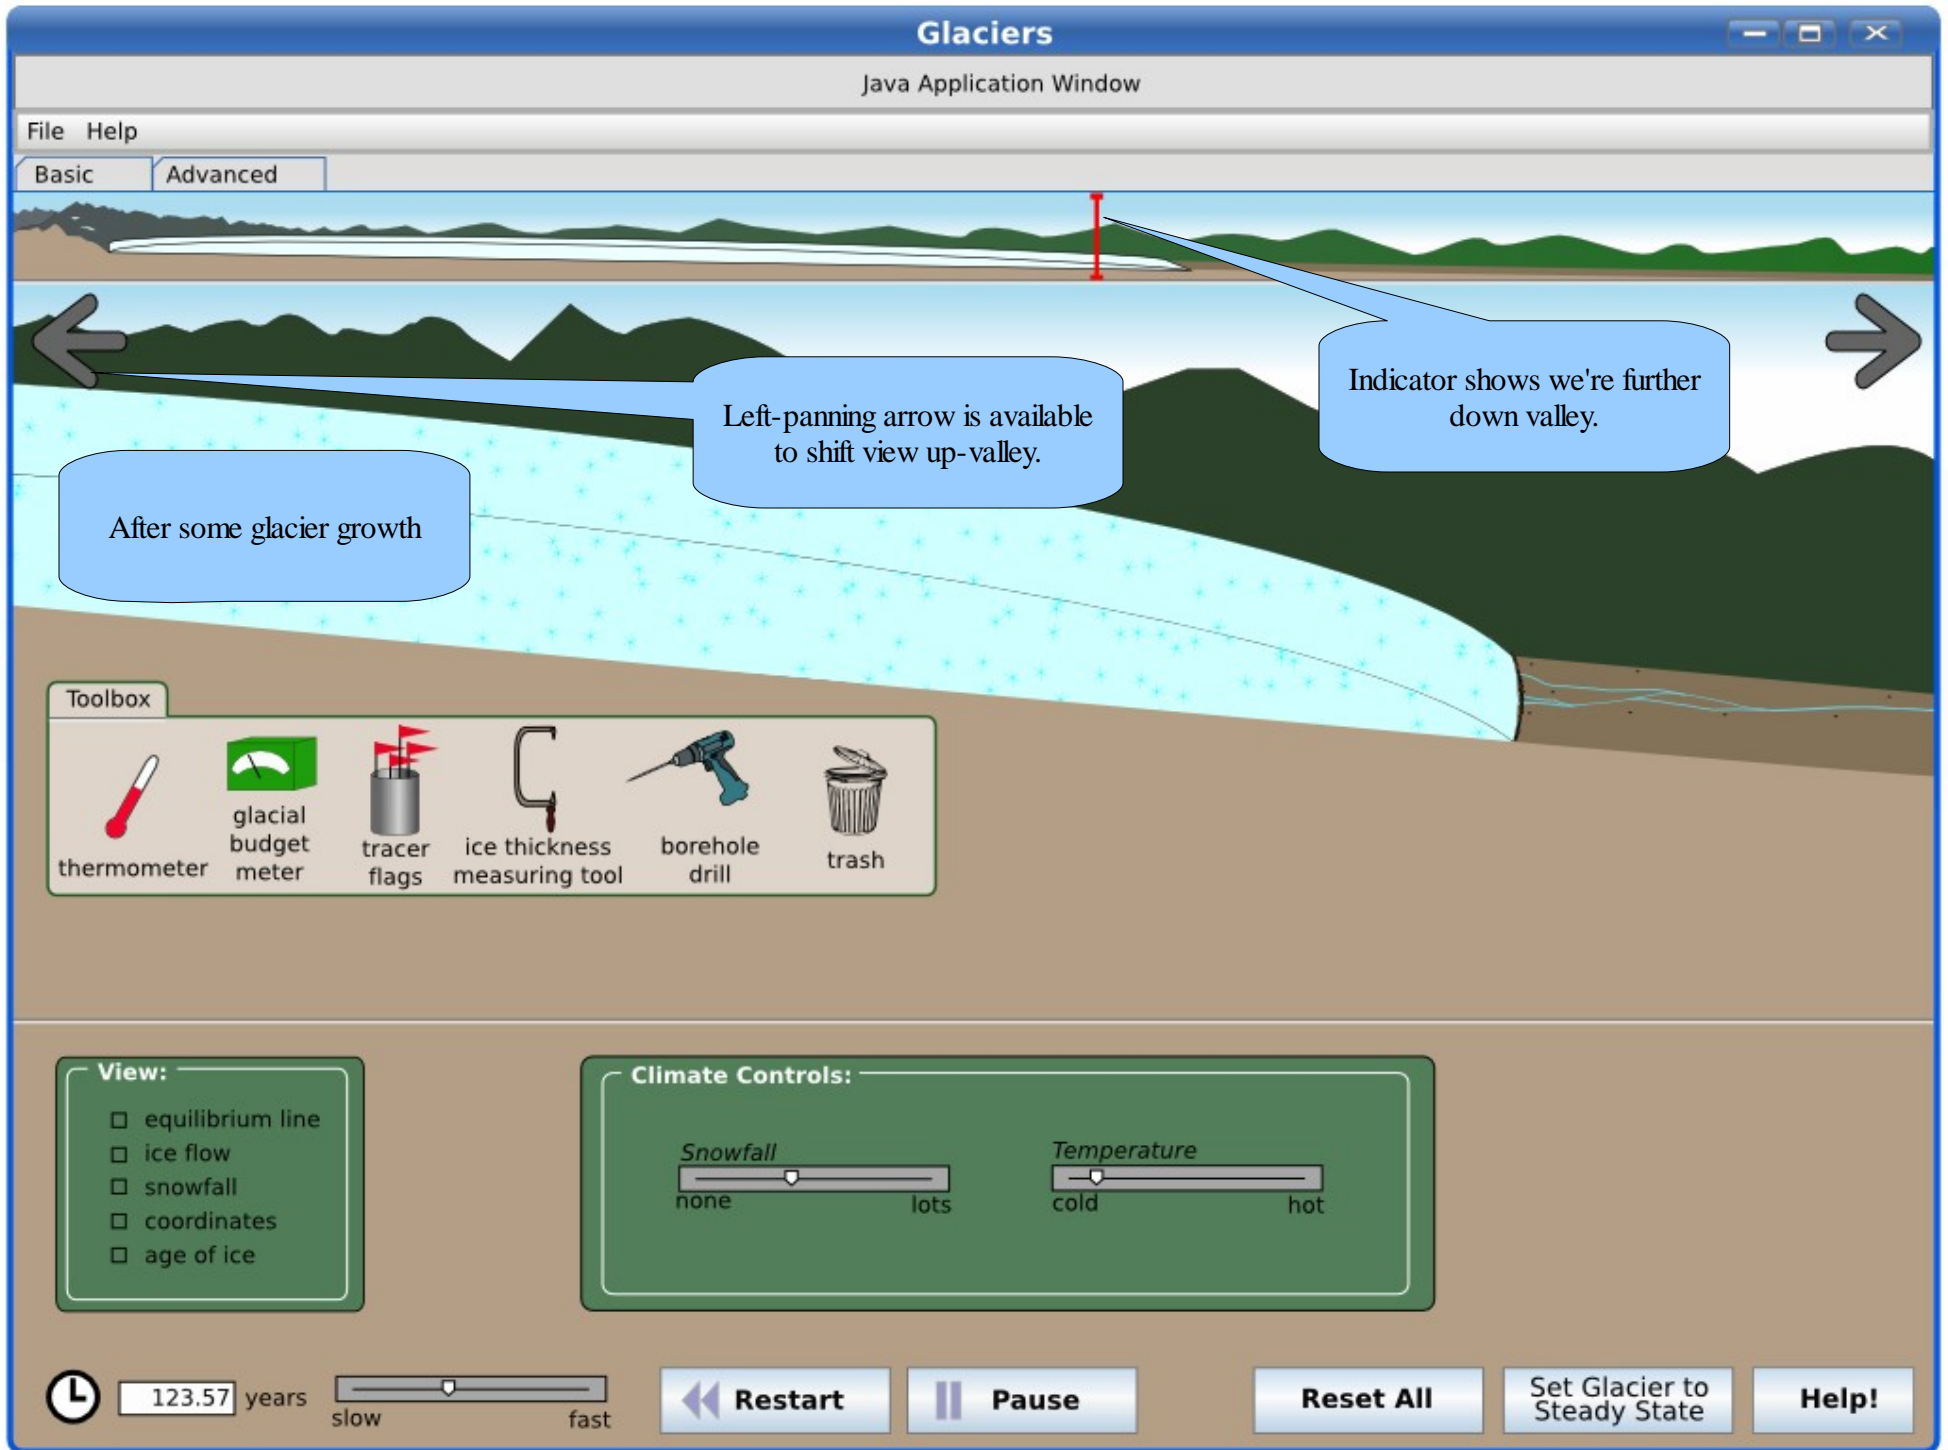 Glaciers
Java Application Window
File Help
Basic Advanced
Indicator shows we're further
down valley.
Left-panning arrow is available
to shift view up-valley.
After some glacier growth
Toolbox
thermometer
glacial
budget
meter
tracer
flags
ice thickness
measuring tool
borehole
drill
trash
View:
equilibrium line
ice flow
snowfall
coordinates
age of ice
Climate Controls:
Snowfall
none lots
Temperature
cold hot
123.57 years
slow fast
Restart
Pause
Reset All
Set Glacier to
Steady State
Help!